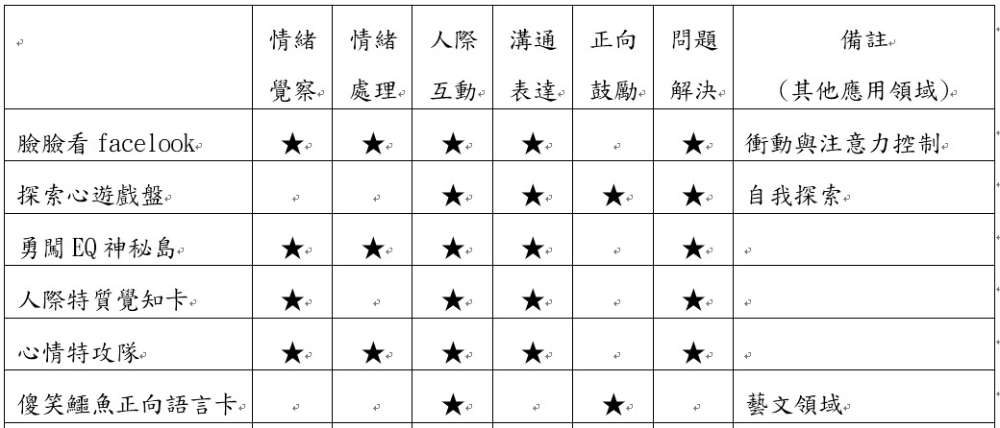 情緒 情緒 人際 溝通 正向 問題 備註
覺察 處理 互動 表達 鼓勵 解決 (其他應用領域)
臉臉看 facelook ★ ★ ★ ★ ★ 衝動與注意力控制
探索心遊戲盤 ★ ★ ★ ★ 自我探索
勇闖 EQ 神秘島 ★ ★ ★ ★ ★
人際特質覺知卡 ★ ★ ★ ★
心情特攻隊 ★ ★ ★ ★ ★
傻笑鱷魚正向語言卡 ★ ★ 藝文領域